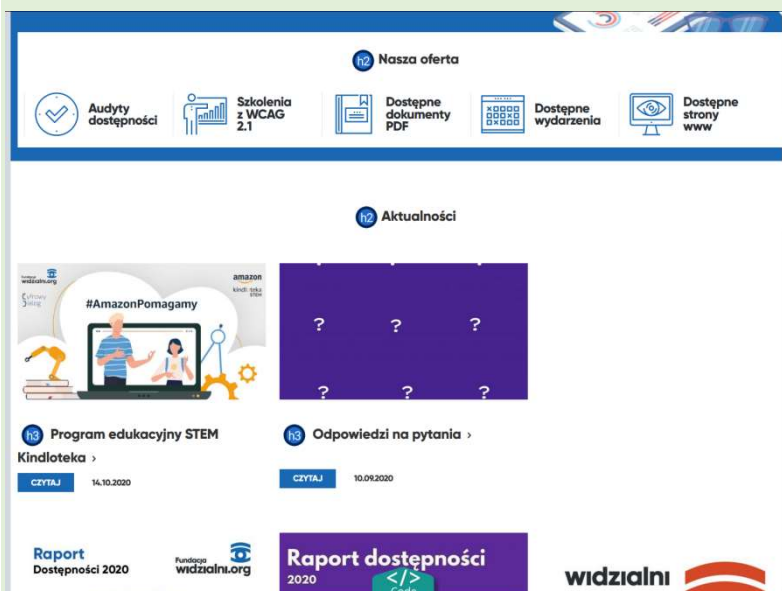 h2 Nasza oferta
Audyty
dostępności
Szkolenia
z WCAG
2.1
Dostępne
dokumenty
PDF
Dostępne
wydarzenia
Dostępne
strony
www
h2 Aktualności
Fundacja
widzialni.org
Cyfrowy
Dialog
amazon
STEM
#AmazonPomagamy
? ? ?
? ? ?
h3 Program edukacyjny STEM
Kindloteka ›
CZYTAJ 14.10.2020
h3 Odpowiedzi na pytania ›
CZYTAJ 10.09.2020
Raport
Dostępności 2020
Fundacja
widzialni.org
Raport dostępności
2020
</>
Code
widzialni